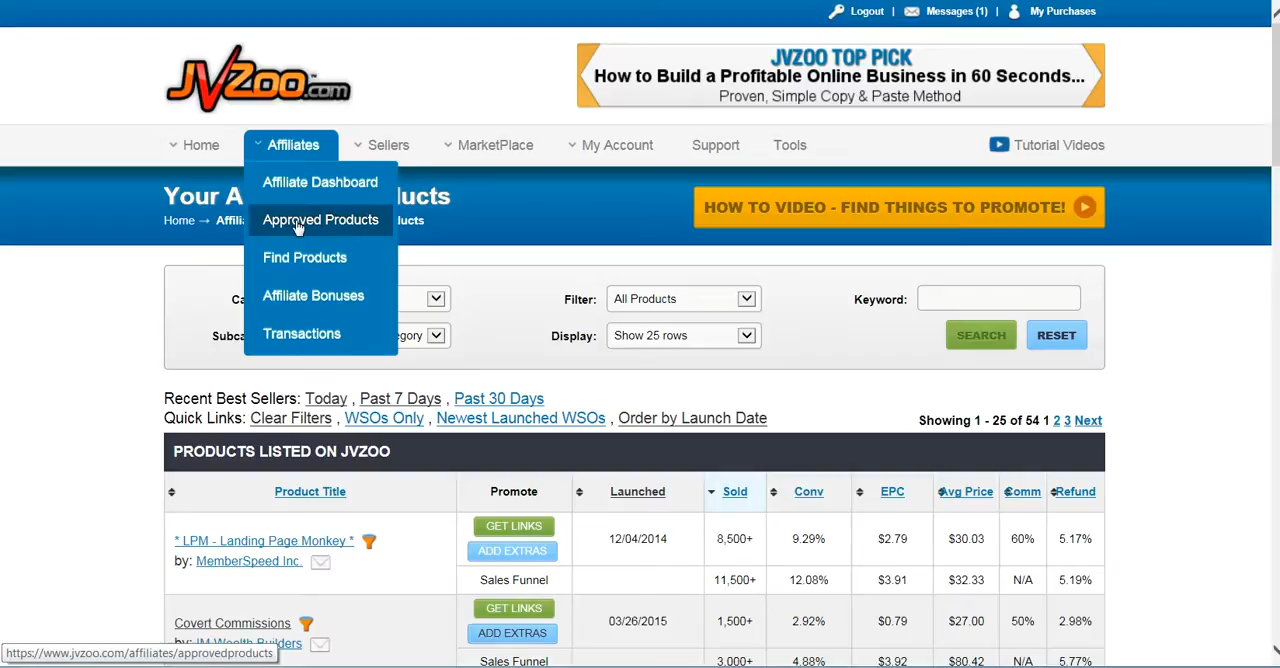 Logout | Messages (1) | My Purchases
JVZOO.com
JVZOO TOP PICK
How to Build a Profitable Online Business in 60 Seconds...
Proven, Simple Copy & Paste Method
Home Affiliates Sellers MarketPlace My Account Support Tools Tutorial Videos
Affiliate Dashboard
Approved Products
Find Products
Affiliate Bonuses
Transactions
Your A ucts
Home → Affili ucts
HOW TO VIDEO - FIND THINGS TO PROMOTE!
Ca Filter: All Products Keyword:
Subca gory Display: Show 25 rows SEARCH RESET
Recent Best Sellers: Today , Past 7 Days , Past 30 Days
Quick Links: Clear Filters , WSOs Only , Newest Launched WSOs , Order by Launch Date
Showing 1 - 25 of 54 1 2 3 Next
PRODUCTS LISTED ON JVZOO
Product Title Promote Launched Sold Conv EPC Avg Price Comm Refund
* LPM - Landing Page Monkey * GET LINKS 12/04/2014 8,500+ 9.29% $2.79 $30.03 60% 5.17%
by: MemberSpeed Inc. ADD EXTRAS
Sales Funnel 11,500+ 12.08% $3.91 $32.33 N/A 5.19%
Covert Commissions GET LINKS 03/26/2015 1,500+ 2.92% $0.79 $27.00 50% 2.98%
by: IM Wealth Builders ADD EXTRAS
Sales Funnel 3,000+ 4.88% $3.92 $80.42 N/A 5.77%
https://www.jvzoo.com/affiliates/approvedproducts